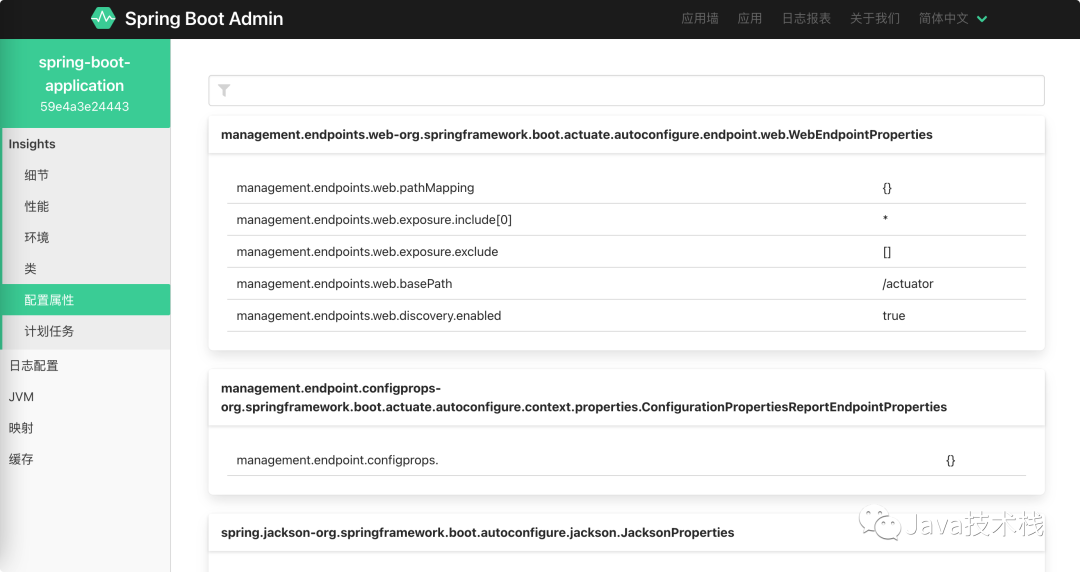 Spring Boot Admin
应用墙 应用 日志报表 关于我们 简体中文
spring-boot-
application
59e4a3e24443
Insights
细节
性能
环境
类
配置属性
计划任务
日志配置
JVM
映射
缓存
management.endpoints.web-org.springframework.boot.actuate.autoconfigure.endpoint.web.WebEndpointProperties
management.endpoints.web.pathMapping {}
management.endpoints.web.exposure.include[0] *
management.endpoints.web.exposure.exclude []
management.endpoints.web.basePath /actuator
management.endpoints.web.discovery.enabled true
management.endpoint.configprops-
org.springframework.boot.actuate.autoconfigure.context.properties.ConfigurationPropertiesReportEndpointProperties
management.endpoint.configprops. {}
spring.jackson-org.springframework.boot.autoconfigure.jackson.JacksonProperties
Java技术栈